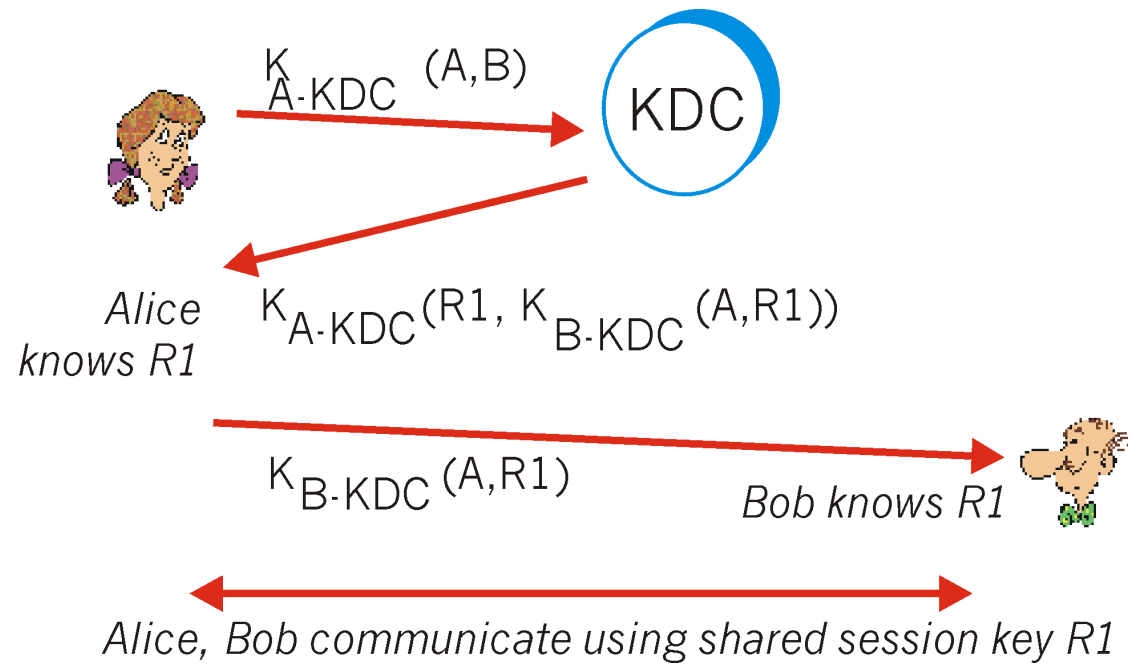 K A-KDC (A,B)
KDC
Alice
knows R1
K A-KDC (R1, K B-KDC (A,R1))
K B-KDC (A,R1)
Bob knows R1
Alice, Bob communicate using shared session key R1